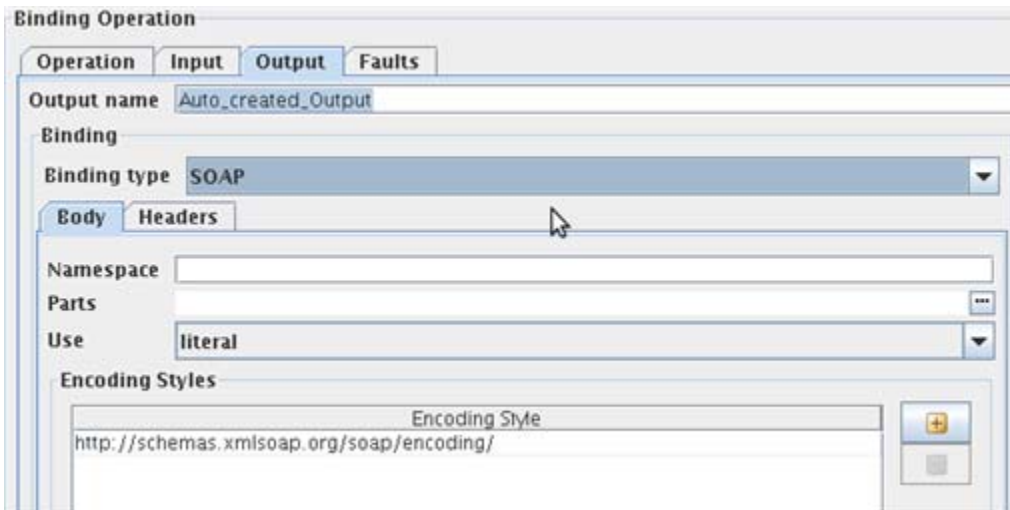 Binding Operation
Operation Input Output Faults
Output name Auto_created_Output
Binding
Binding type SOAP
Body Headers
Namespace
Parts ...
Use literal
Encoding Styles
Encoding Style
http://schemas.xmlsoap.org/soap/encoding/